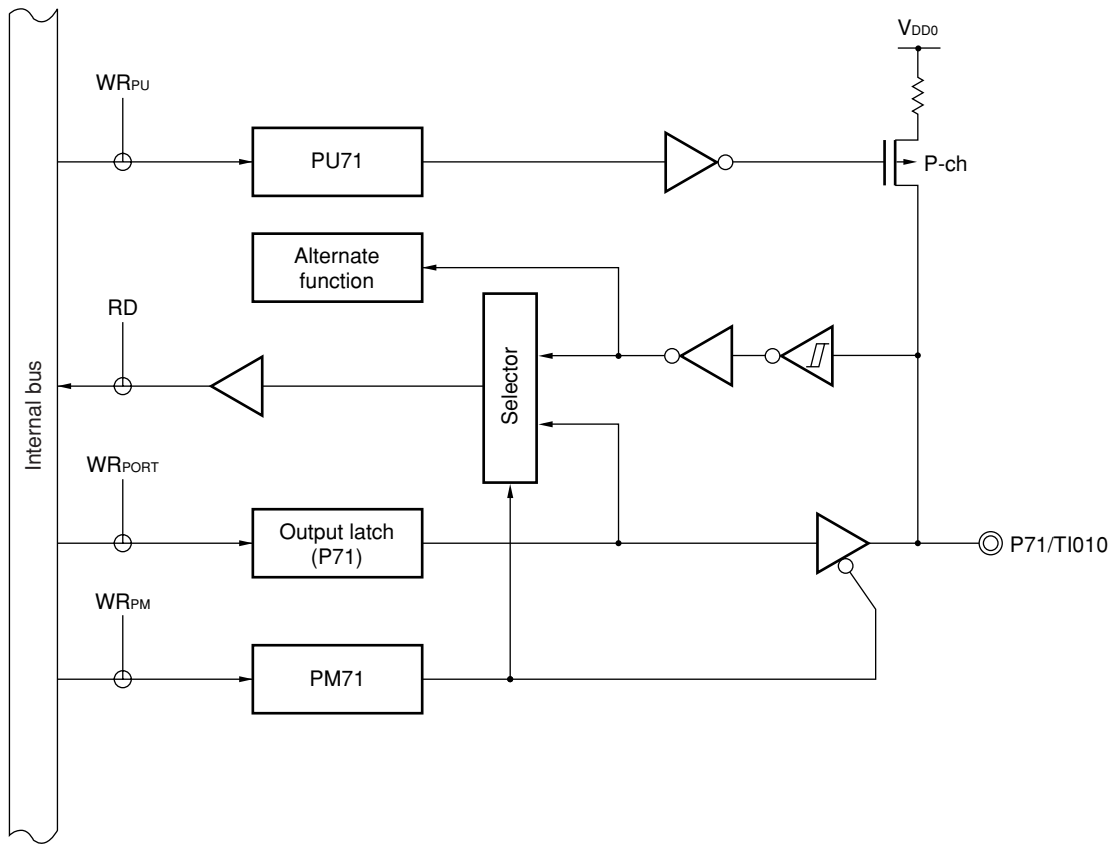 VDD0
WRPU
PU71
P-ch
Alternate
function
RD
Selector
Internal bus
WRPORT
Output latch
(P71)
P71/TI010
WRPM
PM71